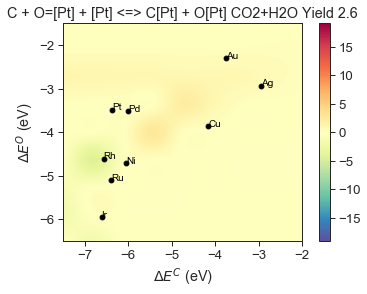 C + O=[Pt] + [Pt] <=> C[Pt] + O[Pt] CO2+H2O Yield 2.6
−2
−3
−4
−5
−6
ΔE^O (eV)
Au
Ag
Pt
Pd
Cu
Rh
Ni
Ru
Ir
−7
−6
−5
−4
−3
−2
ΔE^C (eV)
15
10
5
0
−5
−10
−15